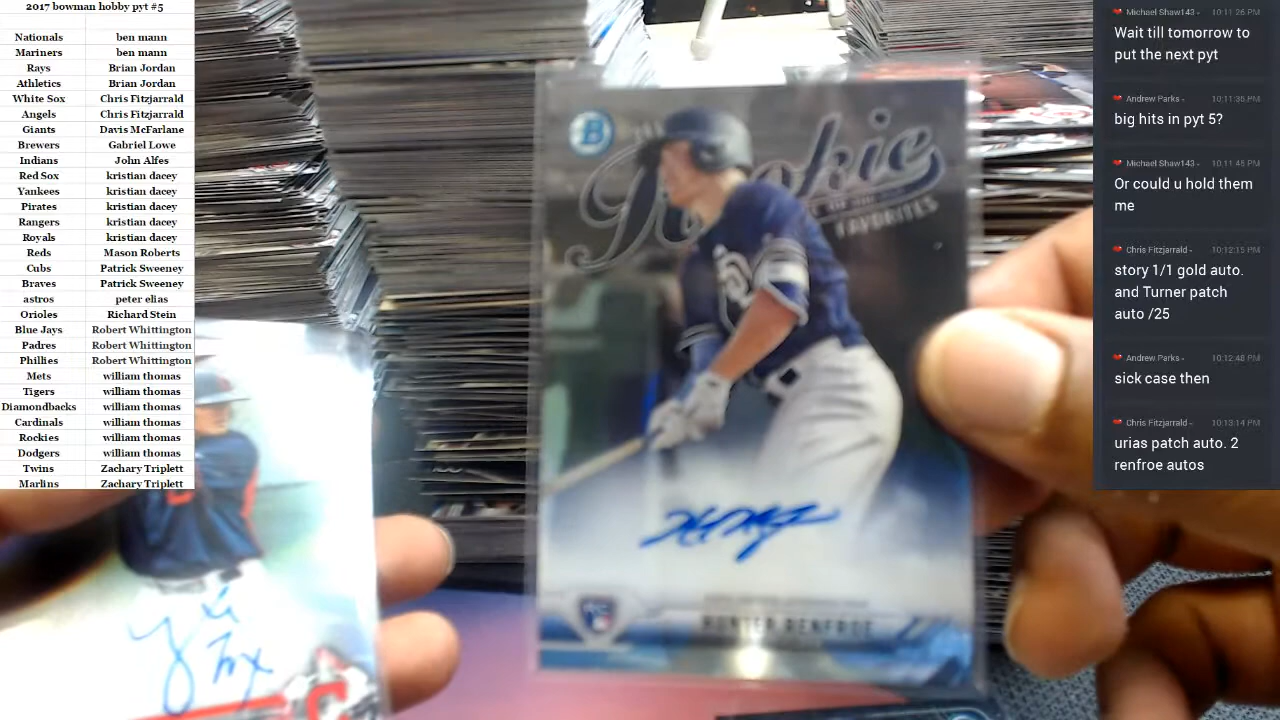 2017 bowman hobby pyt #5
Nationals ben mann
Mariners ben mann
Rays Brian Jordan
Athletics Brian Jordan
White Sox Chris Fitzjarrald
Angels Chris Fitzjarrald
Giants Davis McFarlane
Brewers Gabriel Lowe
Indians John Alfes
Red Sox kristian dacey
Yankees kristian dacey
Pirates kristian dacey
Rangers kristian dacey
Royals kristian dacey
Reds Mason Roberts
Cubs Patrick Sweeney
Braves Patrick Sweeney
astros peter elias
Orioles Richard Stein
Blue Jays Robert Whittington
Padres Robert Whittington
Phillies Robert Whittington
Mets william thomas
Tigers william thomas
Diamondbacks william thomas
Cardinals william thomas
Rockies william thomas
Dodgers william thomas
Twins Zachary Triplett
Marlins Zachary Triplett
B
Rookie
FAVORITES
HUNTER RENFROE
Michael Shaw143 - 10:11:26 PM
Wait till tomorrow to
put the next pyt
Andrew Parks - 10:11:35 PM
big hits in pyt 5?
Michael Shaw143 - 10:11:45 PM
Or could u hold them
me
Chris Fitzjarrald - 10:12:15 PM
story 1/1 gold auto.
and Turner patch
auto /25
Andrew Parks - 10:12:48 PM
sick case then
Chris Fitzjarrald - 10:13:14 PM
urias patch auto. 2
renfroe autos